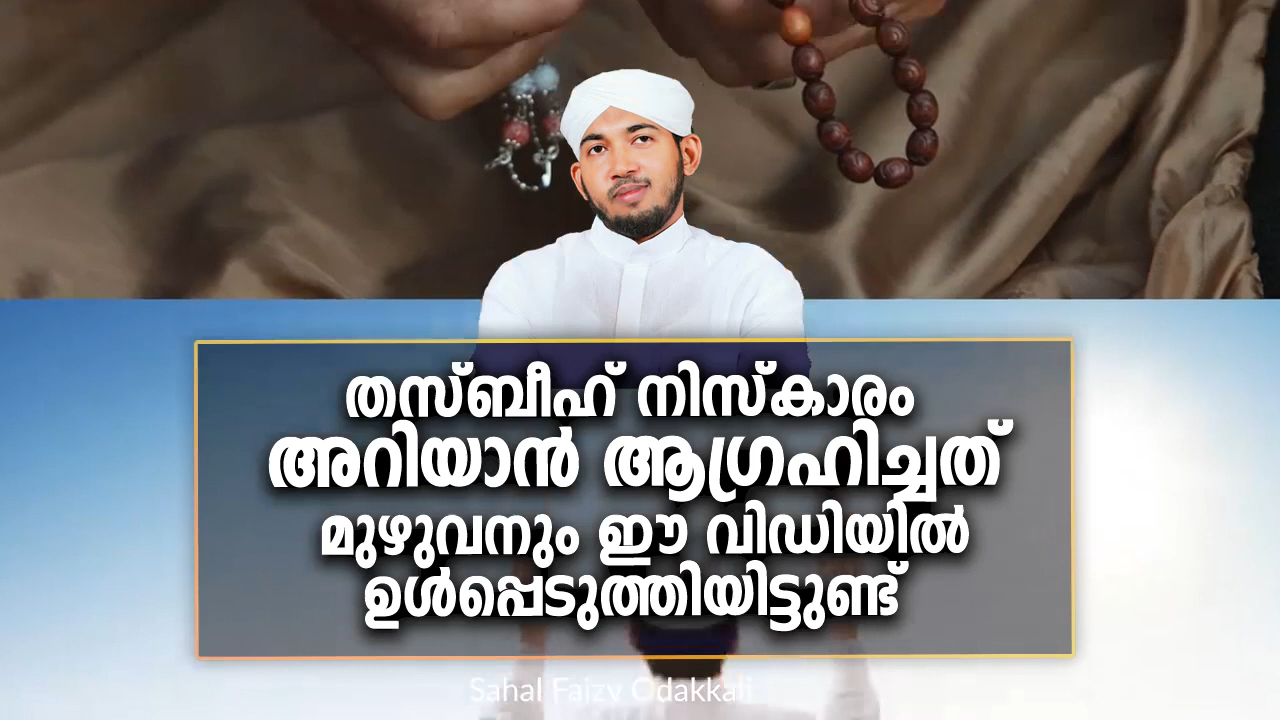 തസ്ബീഹ് നിസ്കാരം
അറിയാൻ ആഗ്രഹിച്ചത്
മുഴുവനും ഈ വിഡിയിൽ
ഉൾപ്പെടുത്തിയിട്ടുണ്ട്
Sahal Faizy Odakkali